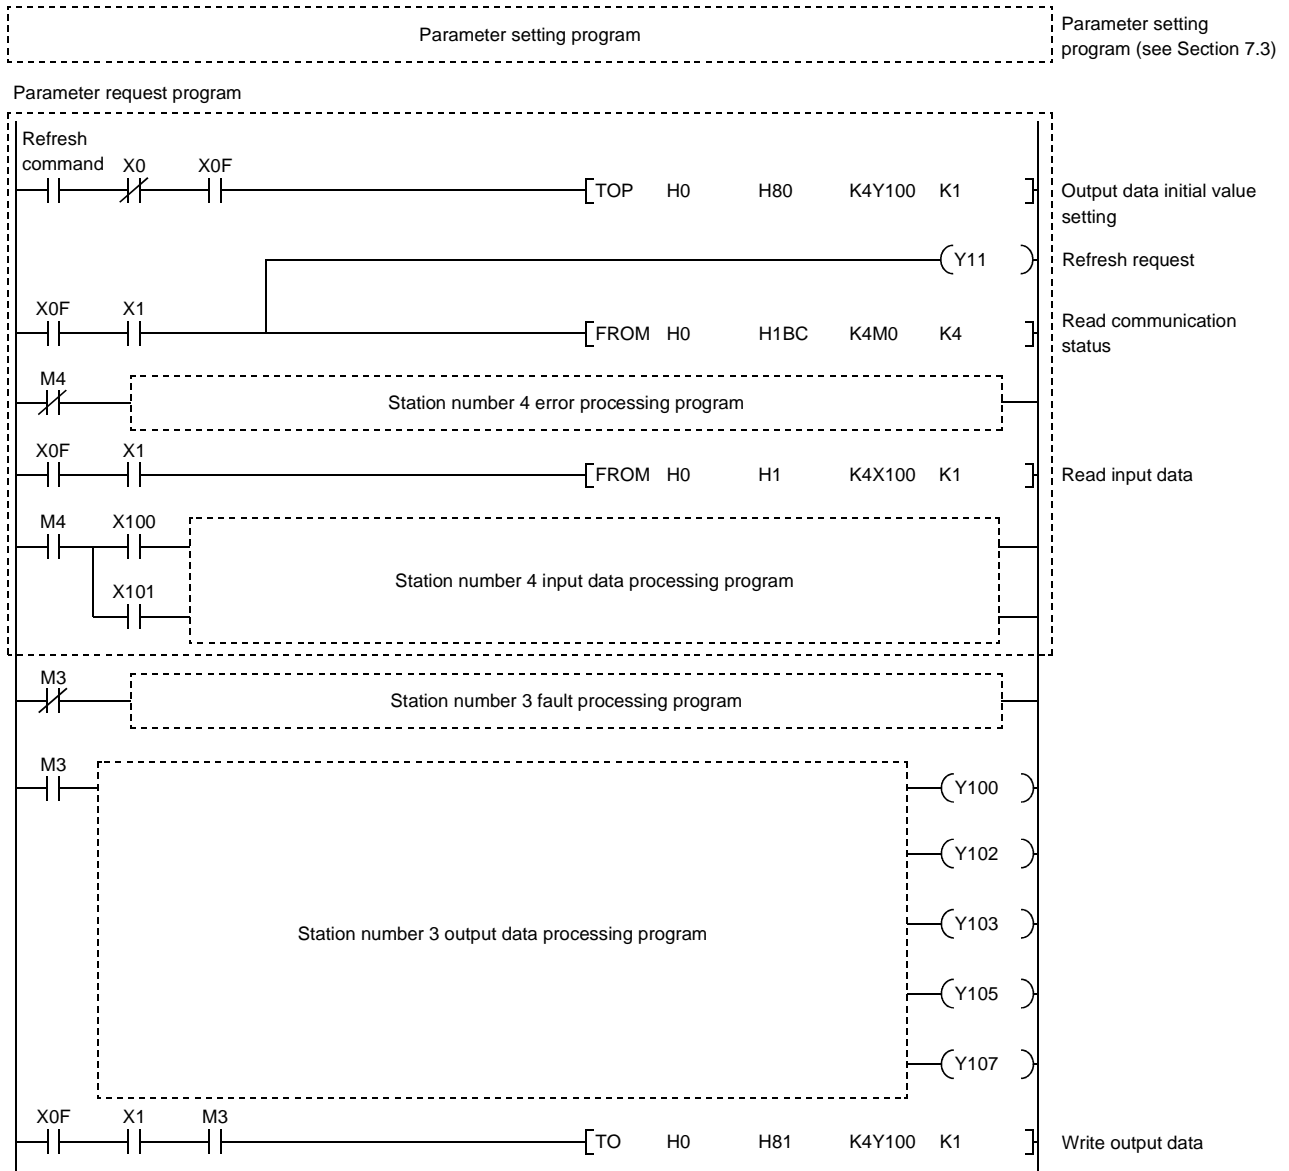 Parameter setting program
Parameter setting
program (see Section 7.3)
Parameter request program
Refresh
command X0 X0F
TOP H0 H80 K4Y100 K1
Output data initial value
setting
Y11
Refresh request
X0F X1
FROM H0 H1BC K4M0 K4
Read communication
status
M4
Station number 4 error processing program
X0F X1
FROM H0 H1 K4X100 K1
Read input data
M4 X100
Station number 4 input data processing program
X101
M3
Station number 3 fault processing program
M3
Y100
Y102
Y103
Station number 3 output data processing program
Y105
Y107
X0F X1 M3
TO H0 H81 K4Y100 K1
Write output data